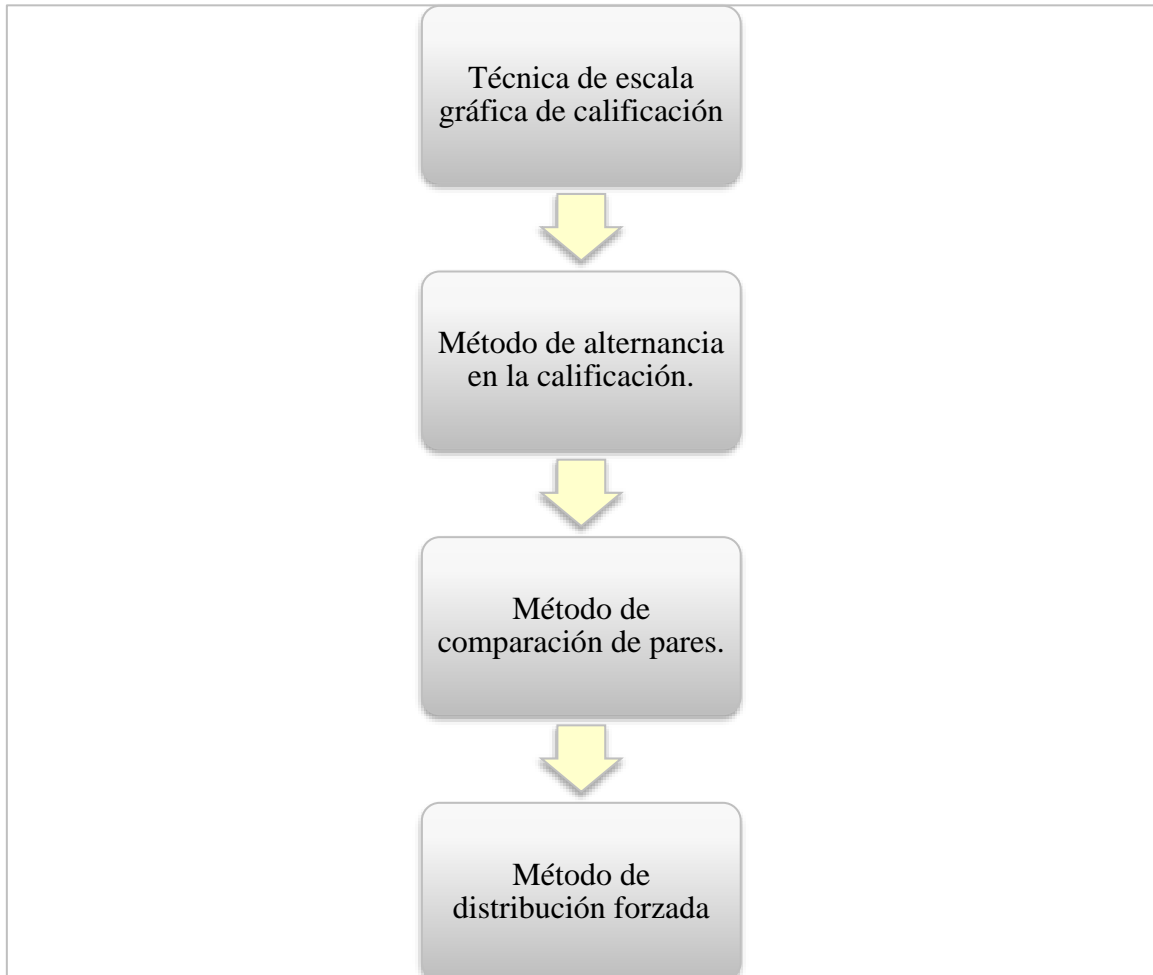 Técnica de escala
gráfica de calificación
Método de alternancia
en la calificación.
Método de
comparación de pares.
Método de
distribución forzada